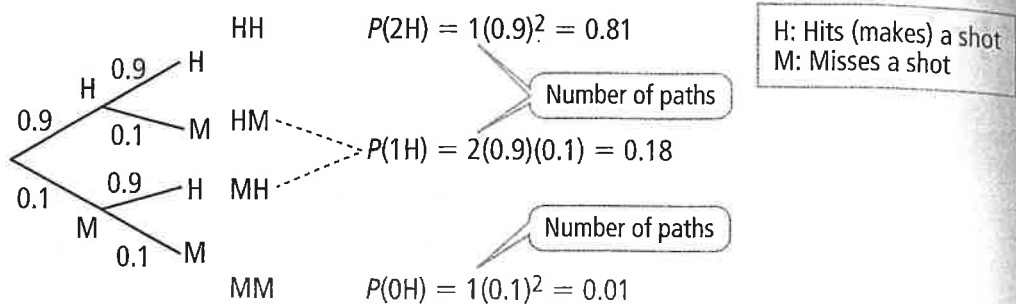 HH
P(2H) = 1(0.9)² = 0.81
H: Hits (makes) a shot
M: Misses a shot
0.9
H
H
Number of paths
0.9
0.1
M
HM
P(1H) = 2(0.9)(0.1) = 0.18
0.1
0.9
H
MH
M
Number of paths
0.1
M
MM
P(0H) = 1(0.1)² = 0.01